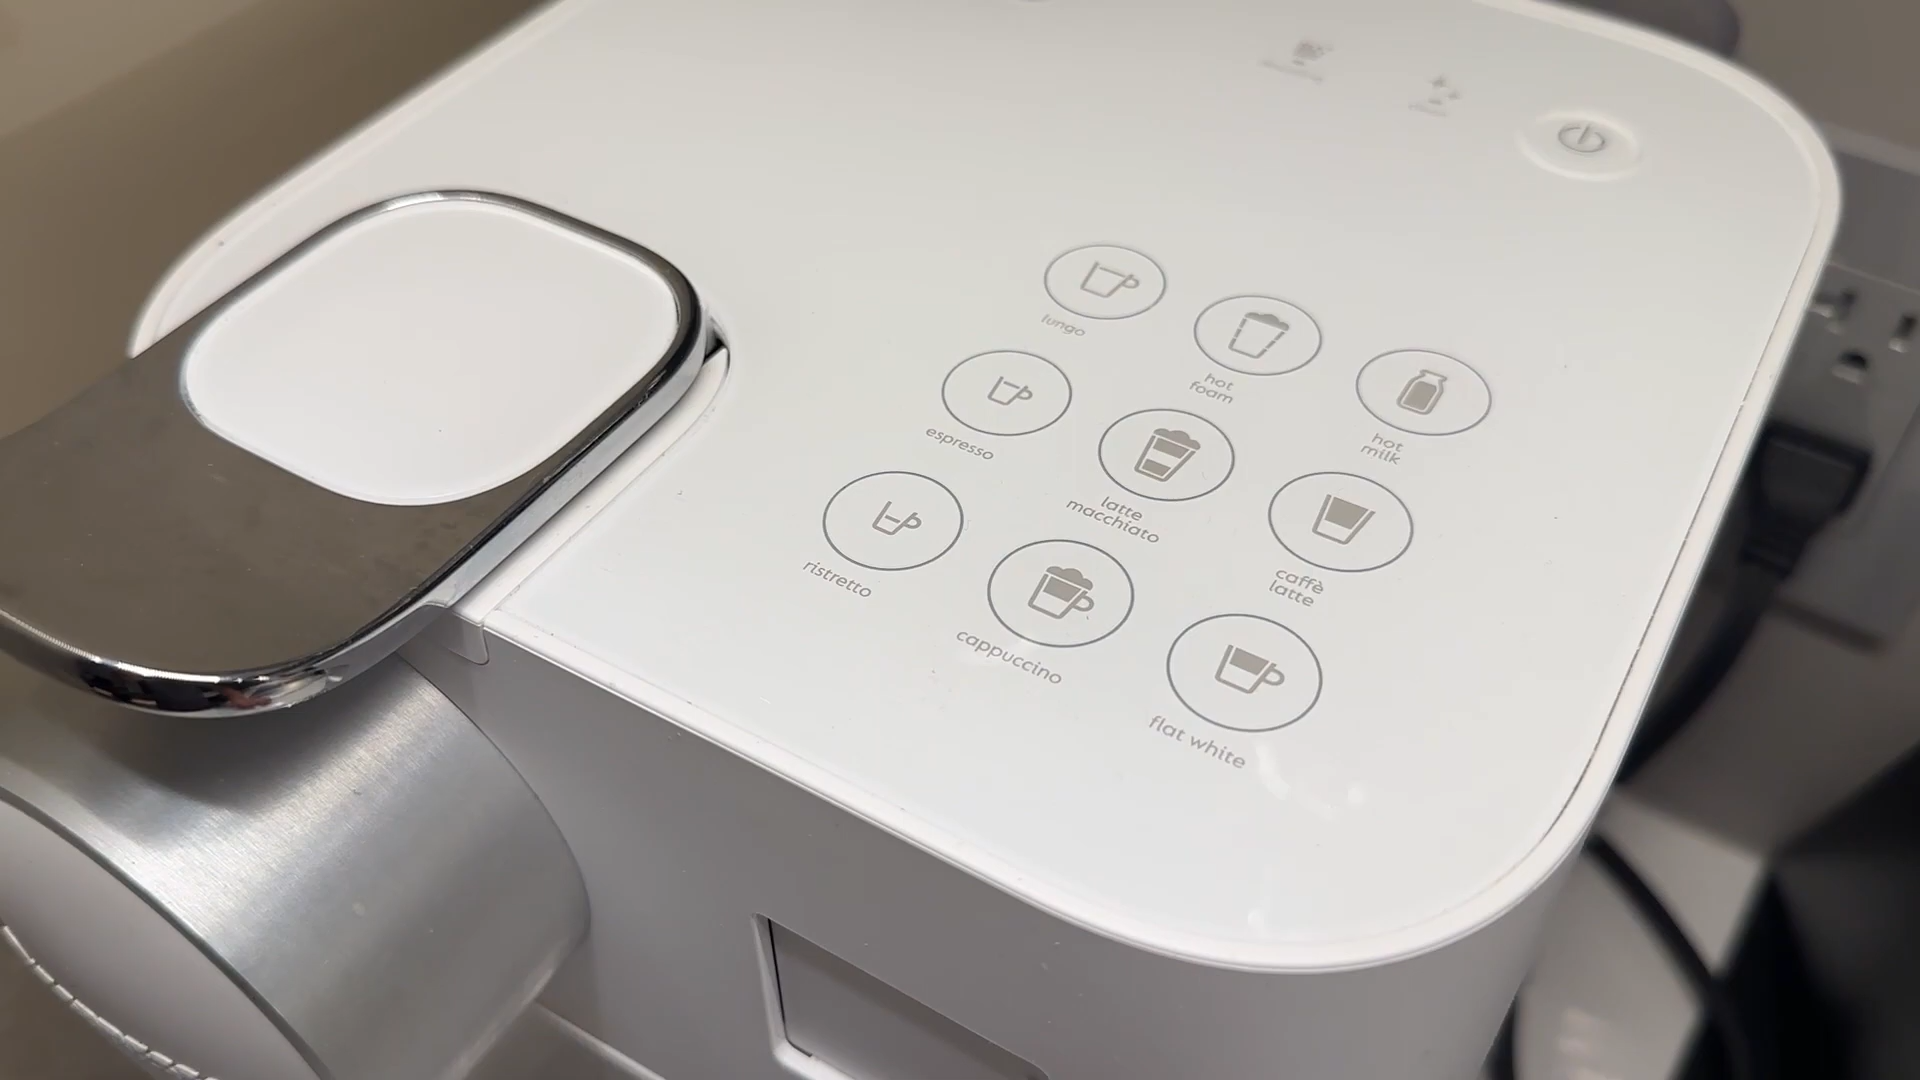 lungo
hot
foam
hot
milk
espresso
latte
macchiato
caffè
latte
ristretto
cappuccino
flat white